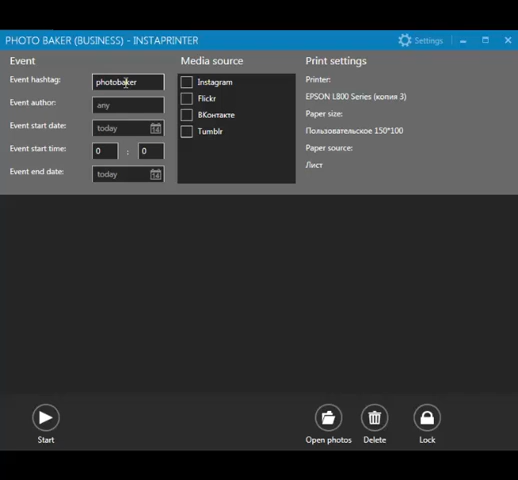 PHOTO BAKER (BUSINESS) - INSTAPRINTER
Settings
Event
Event hashtag:
photobaker
Event author:
any
Event start date:
today
14
Event start time:
0 : 0
Event end date:
today
14
Media source
Instagram
Flickr
ВКонтакте
Tumblr
Print settings
Printer:
EPSON L800 Series (копия 3)
Paper size:
Пользовательское 150*100
Paper source:
Лист
Start
Open photos
Delete
Lock